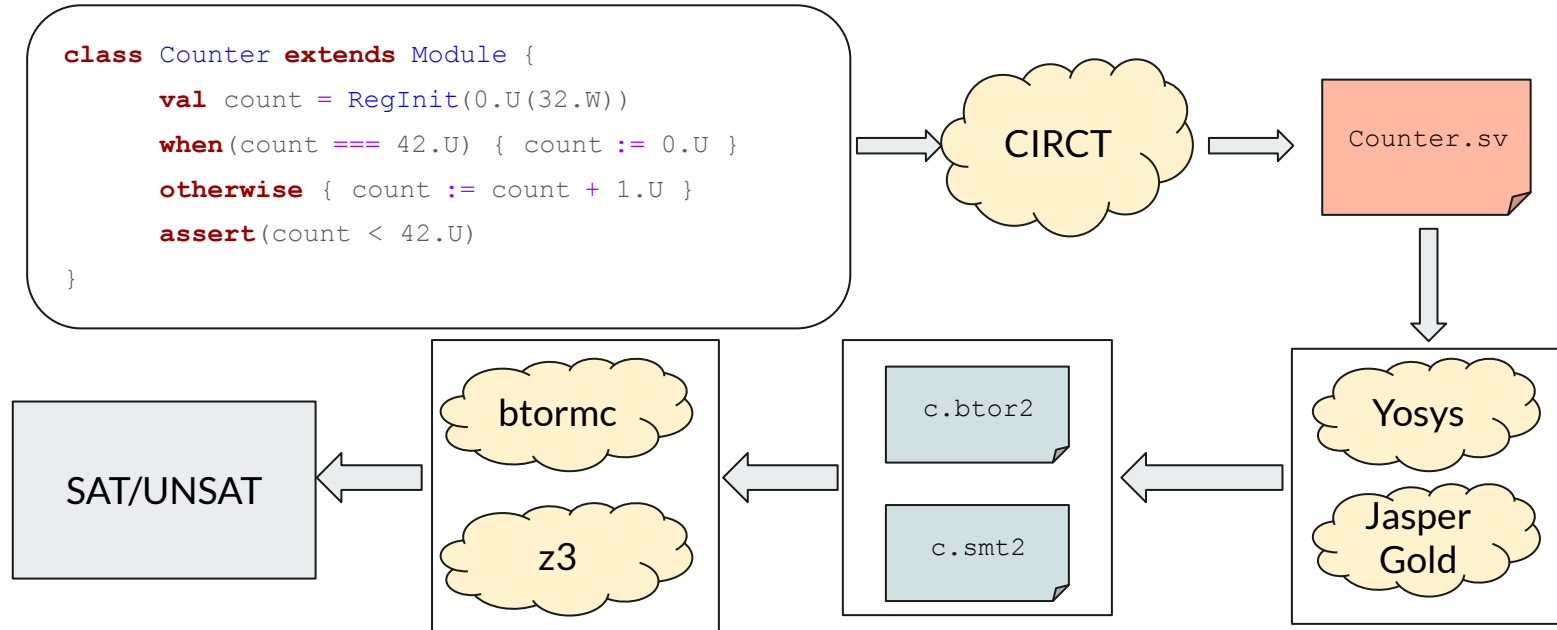 class Counter extends Module {
val count = RegInit(0.U(32.W))
when(count === 42.U) { count := 0.U }
otherwise { count := count + 1.U }
assert(count < 42.U)
}
CIRCT
Counter.sv
Yosys
Jasper
Gold
c.btor2
c.smt2
btormc
z3
SAT/UNSAT